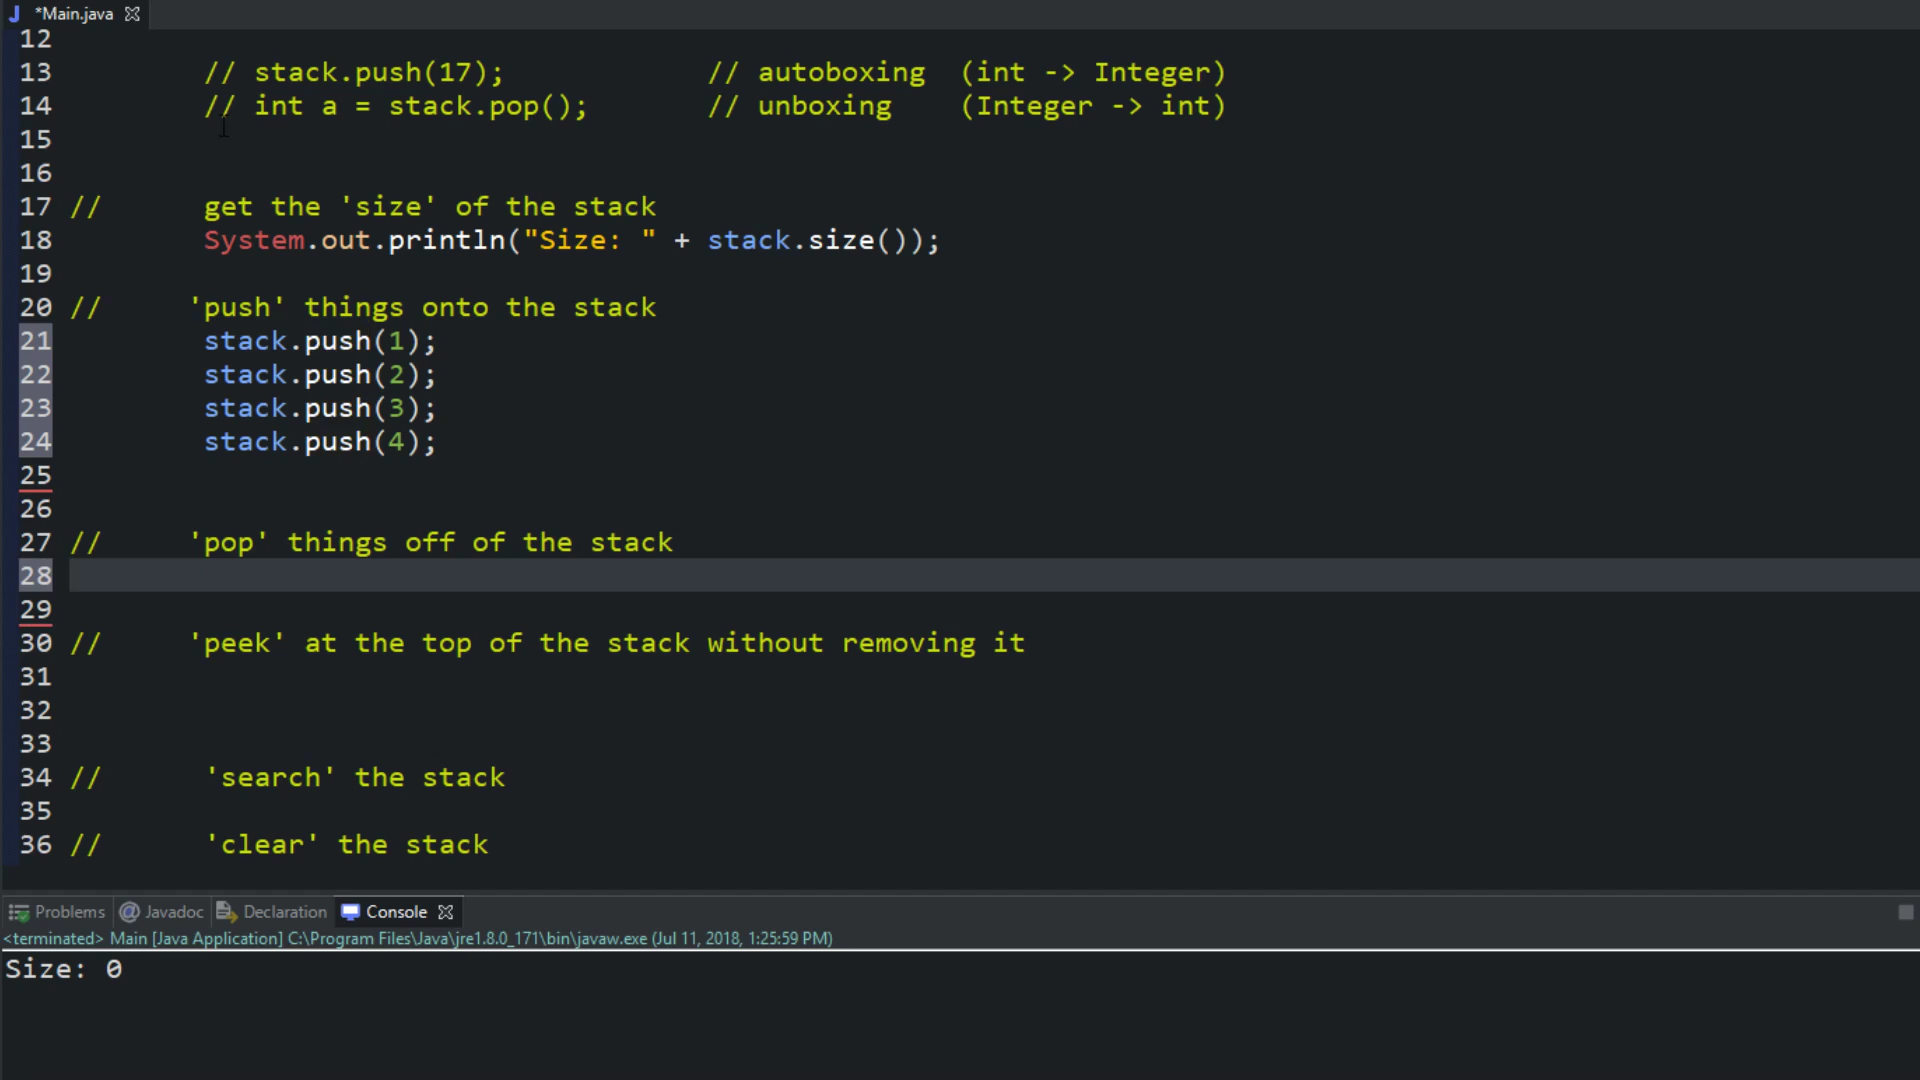 *Main.java
12
13 // stack.push(17); // autoboxing (int -> Integer)
14 // int a = stack.pop(); // unboxing (Integer -> int)
15
16
17 // get the 'size' of the stack
18 System.out.println("Size: " + stack.size());
19
20 // 'push' things onto the stack
21 stack.push(1);
22 stack.push(2);
23 stack.push(3);
24 stack.push(4);
25
26
27 // 'pop' things off of the stack
28
29
30 // 'peek' at the top of the stack without removing it
31
32
33
34 // 'search' the stack
35
36 // 'clear' the stack
Problems @ Javadoc Declaration Console
<terminated> Main [Java Application] C:\Program Files\Java\jre1.8.0_171\bin\javaw.exe (Jul 11, 2018, 1:25:59 PM)
Size: 0